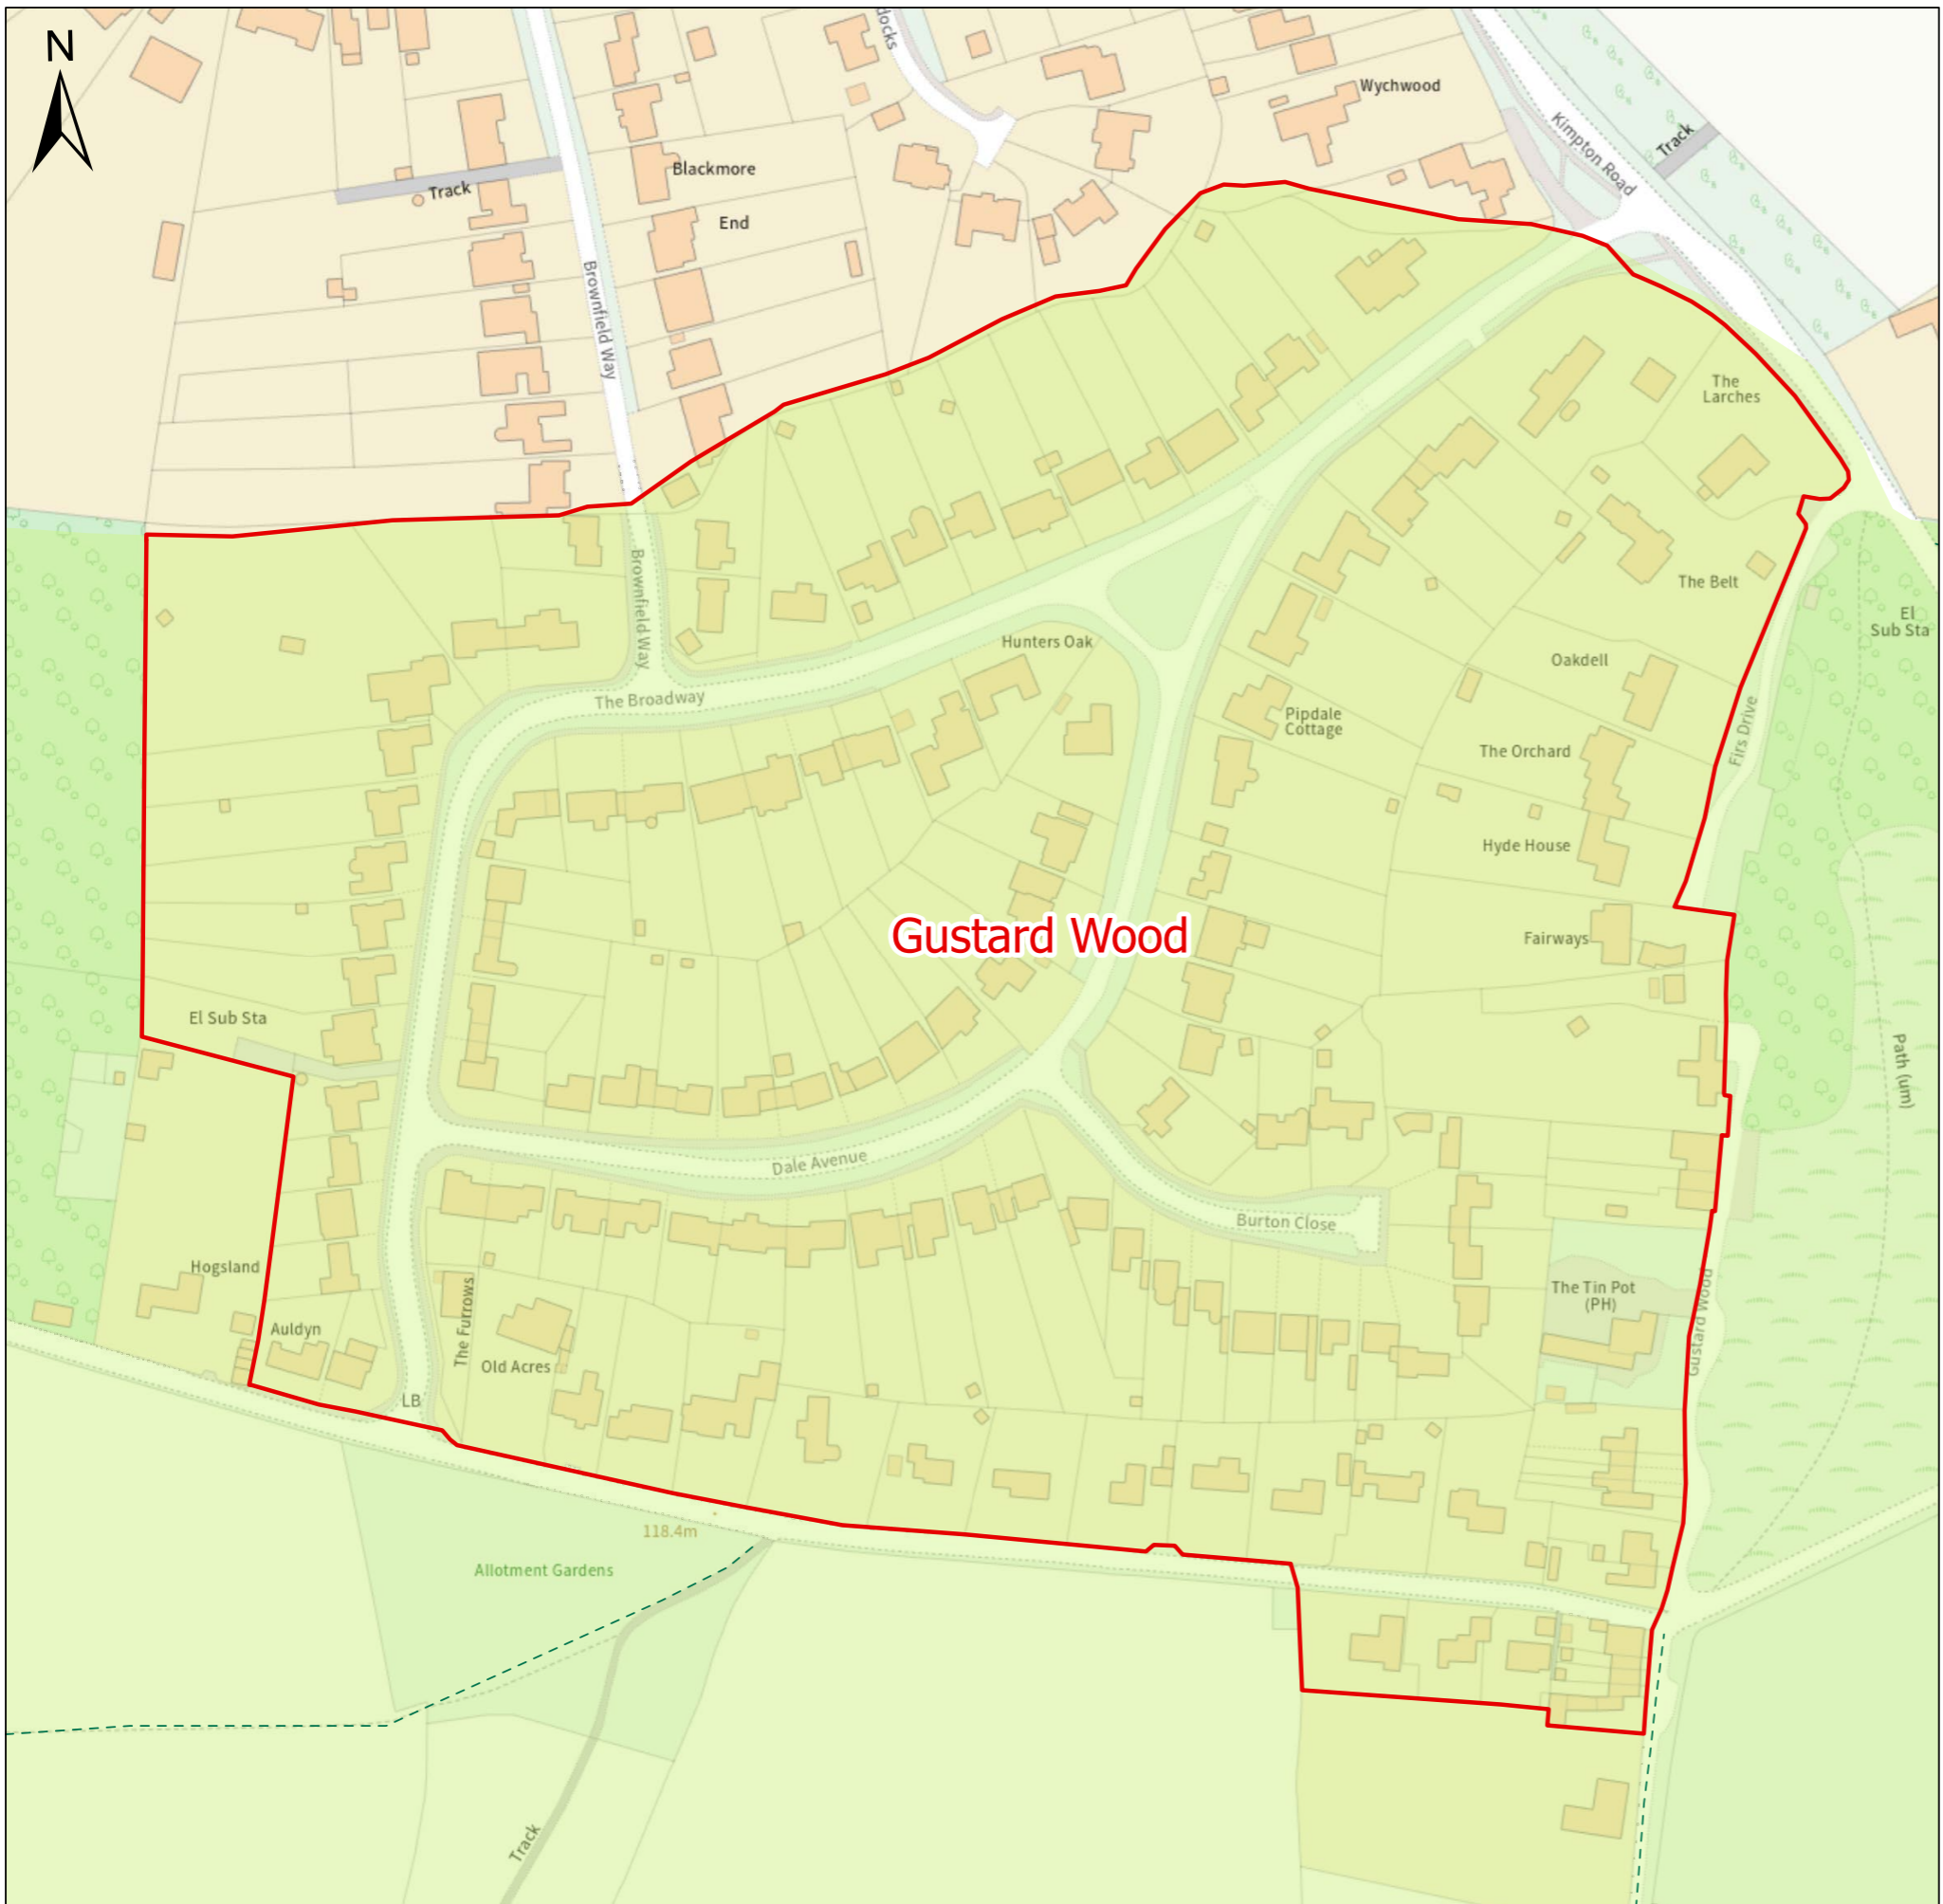 N
docks
Wychwood
Kimpton Road
Track
Blackmore
Track
End
Brownfield Way
The
Larches
Brownfield Way
The Belt
El
Sub Sta
Hunters Oak
Oakdell
The Broadway
Pipdale
Cottage
Firs Drive
The Orchard
Hyde House
Gustard Wood
Fairways
El Sub Sta
Path (um)
Dale Avenue
Burton Close
Hogsland
The Tin Pot
(PH)
Gustard Wood
The Furrows
Auldyn
Old Acres
LB
118.4m
Allotment Gardens
Track